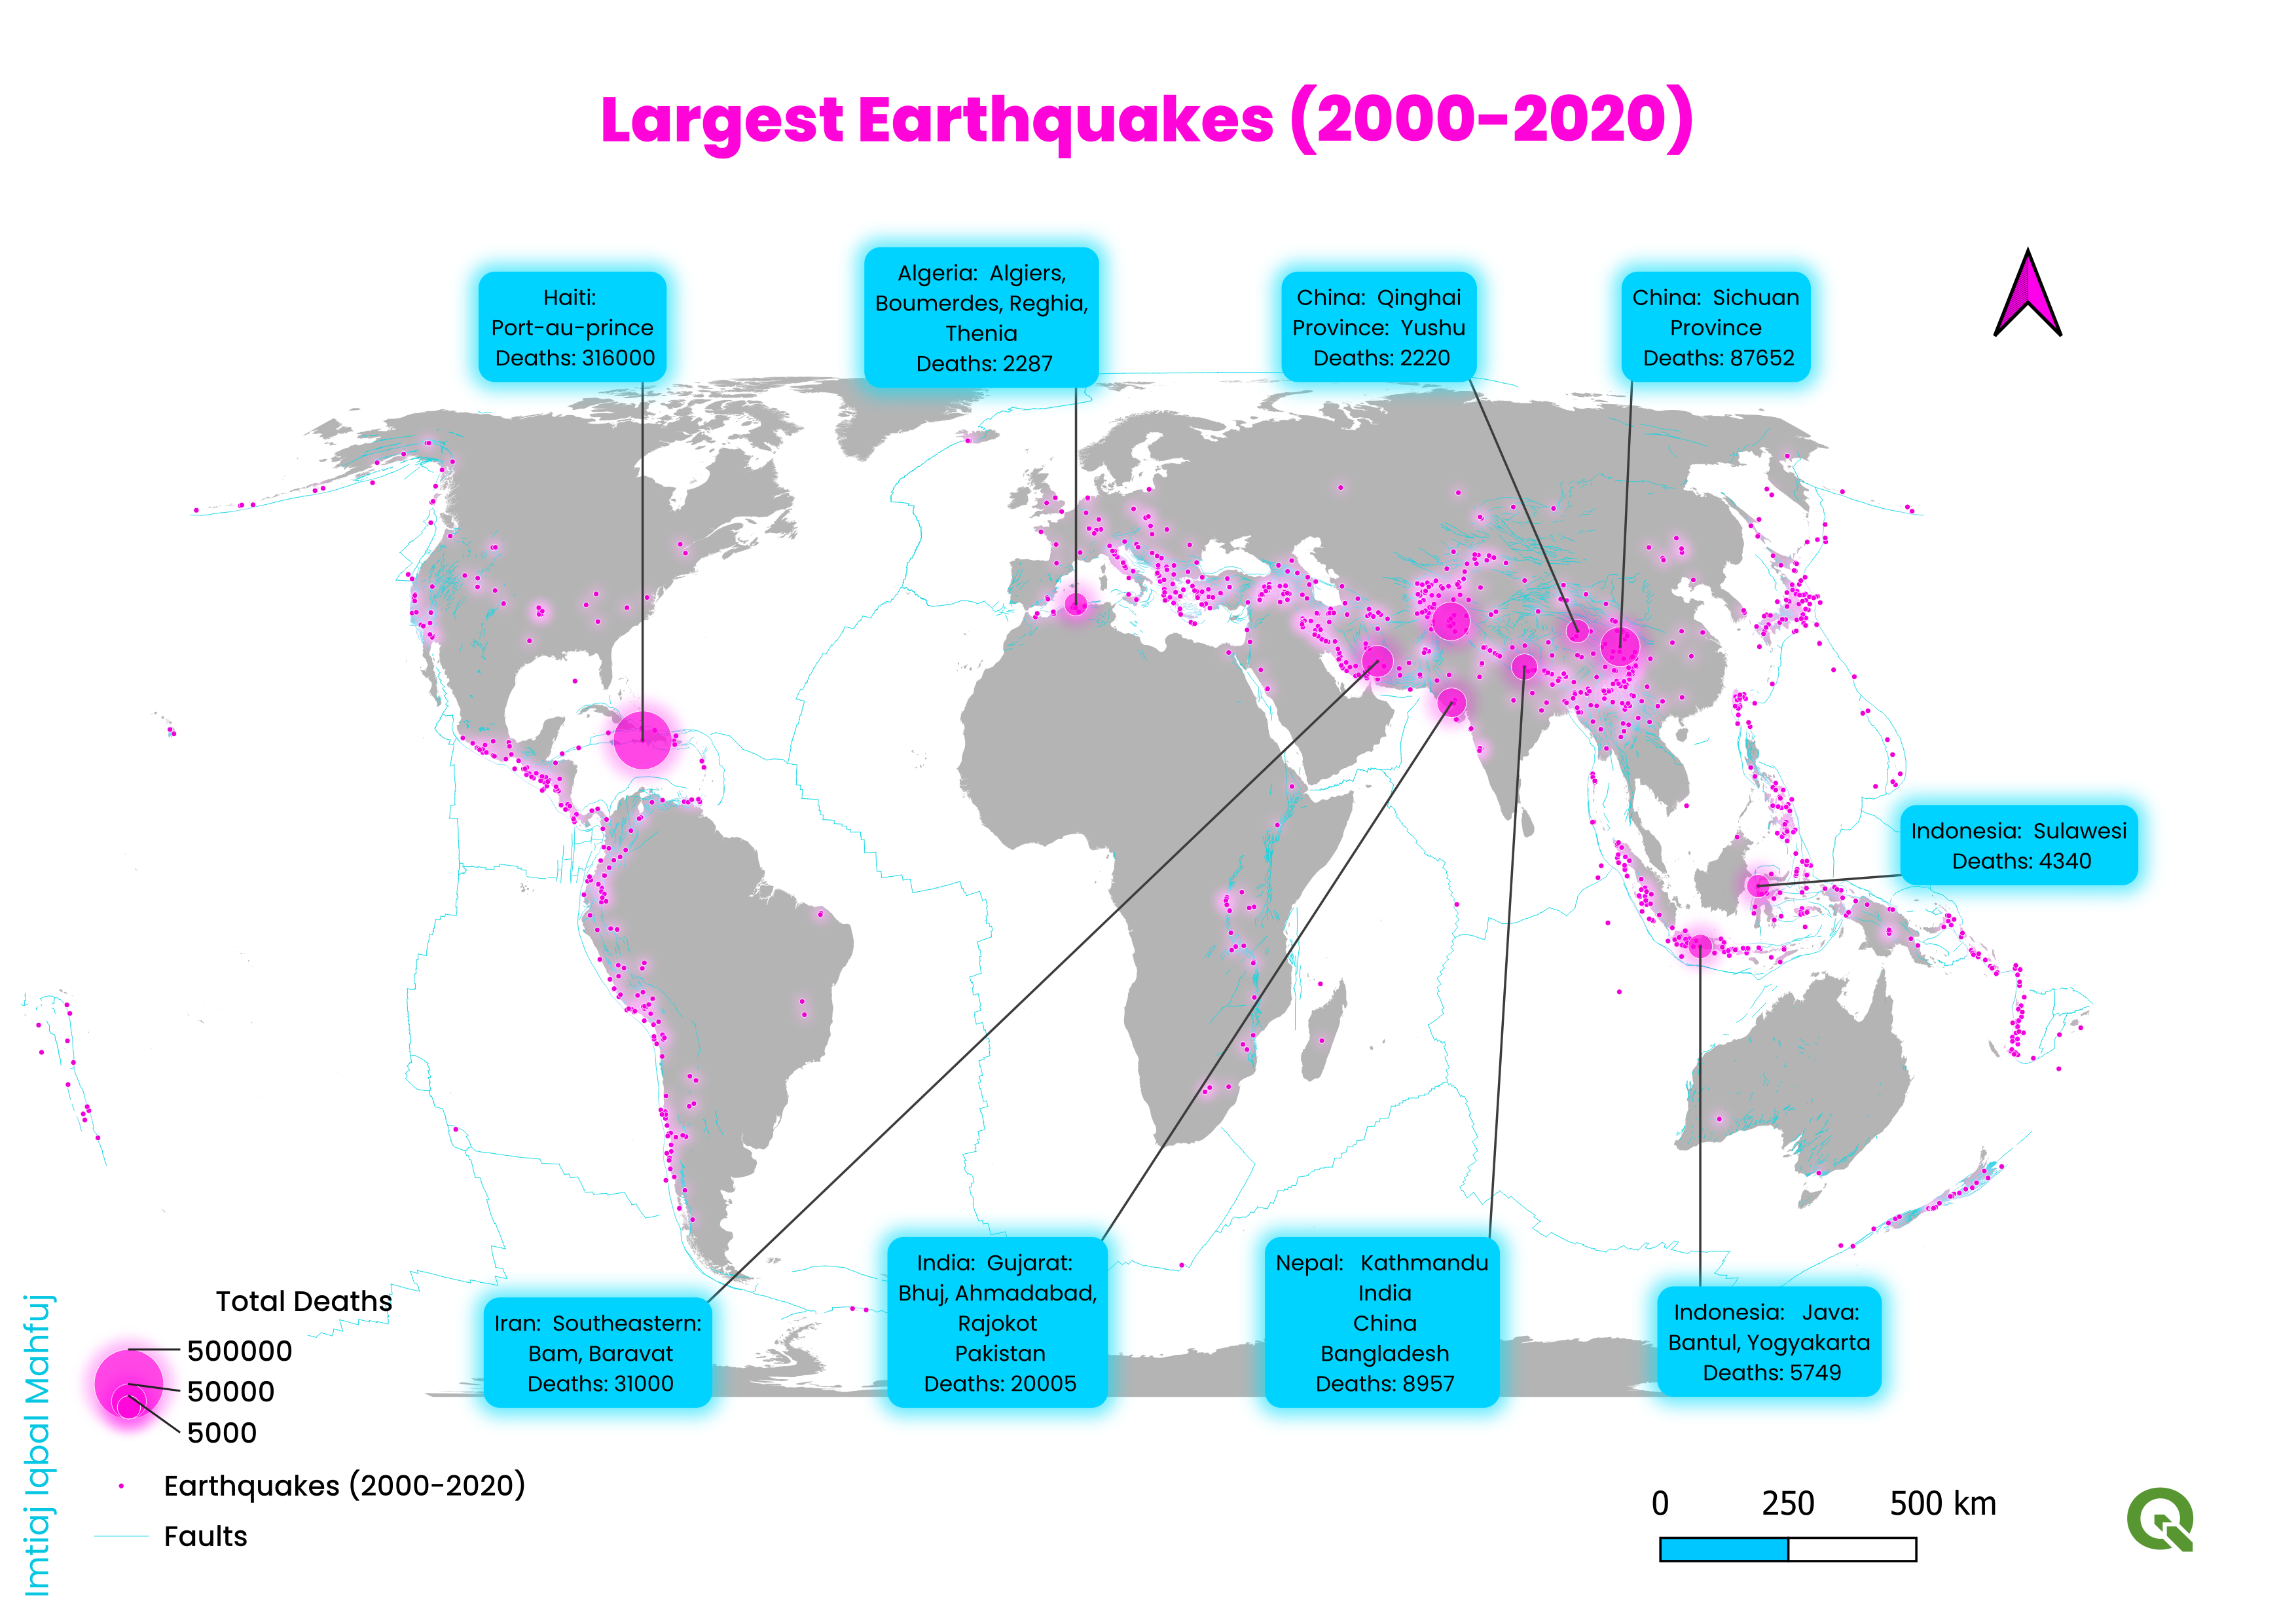 Largest Earthquakes (2000-2020)
Haiti:
Port-au-prince
Deaths: 316000
Algeria: Algiers,
Boumerdes, Reghia,
Thenia
Deaths: 2287
China: Qinghai
Province: Yushu
Deaths: 2220
China: Sichuan
Province
Deaths: 87652
Indonesia: Sulawesi
Deaths: 4340
Iran: Southeastern:
Bam, Baravat
Deaths: 31000
India: Gujarat:
Bhuj, Ahmadabad,
Rajokot
Pakistan
Deaths: 20005
Nepal: Kathmandu
India
China
Bangladesh
Deaths: 8957
Indonesia: Java:
Bantul, Yogyakarta
Deaths: 5749
Total Deaths
500000
50000
5000
Earthquakes (2000-2020)
Faults
Imtiaj Iqbal Mahfuj
0 250 500 km